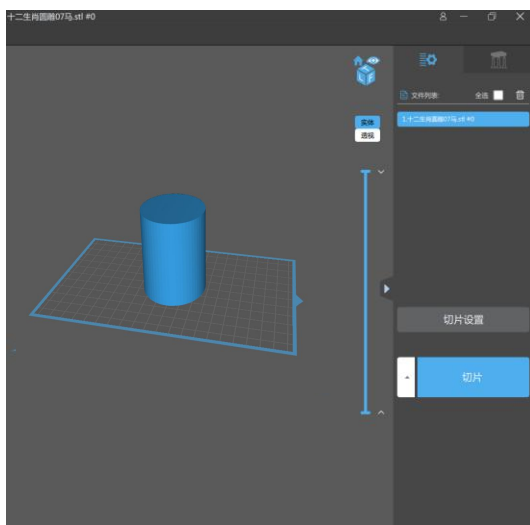 十二生肖圆雕07马.stl #0
实体
透视
文件列表:
全选
1.十二生肖圆雕07马.stl #0
切片设置
切片